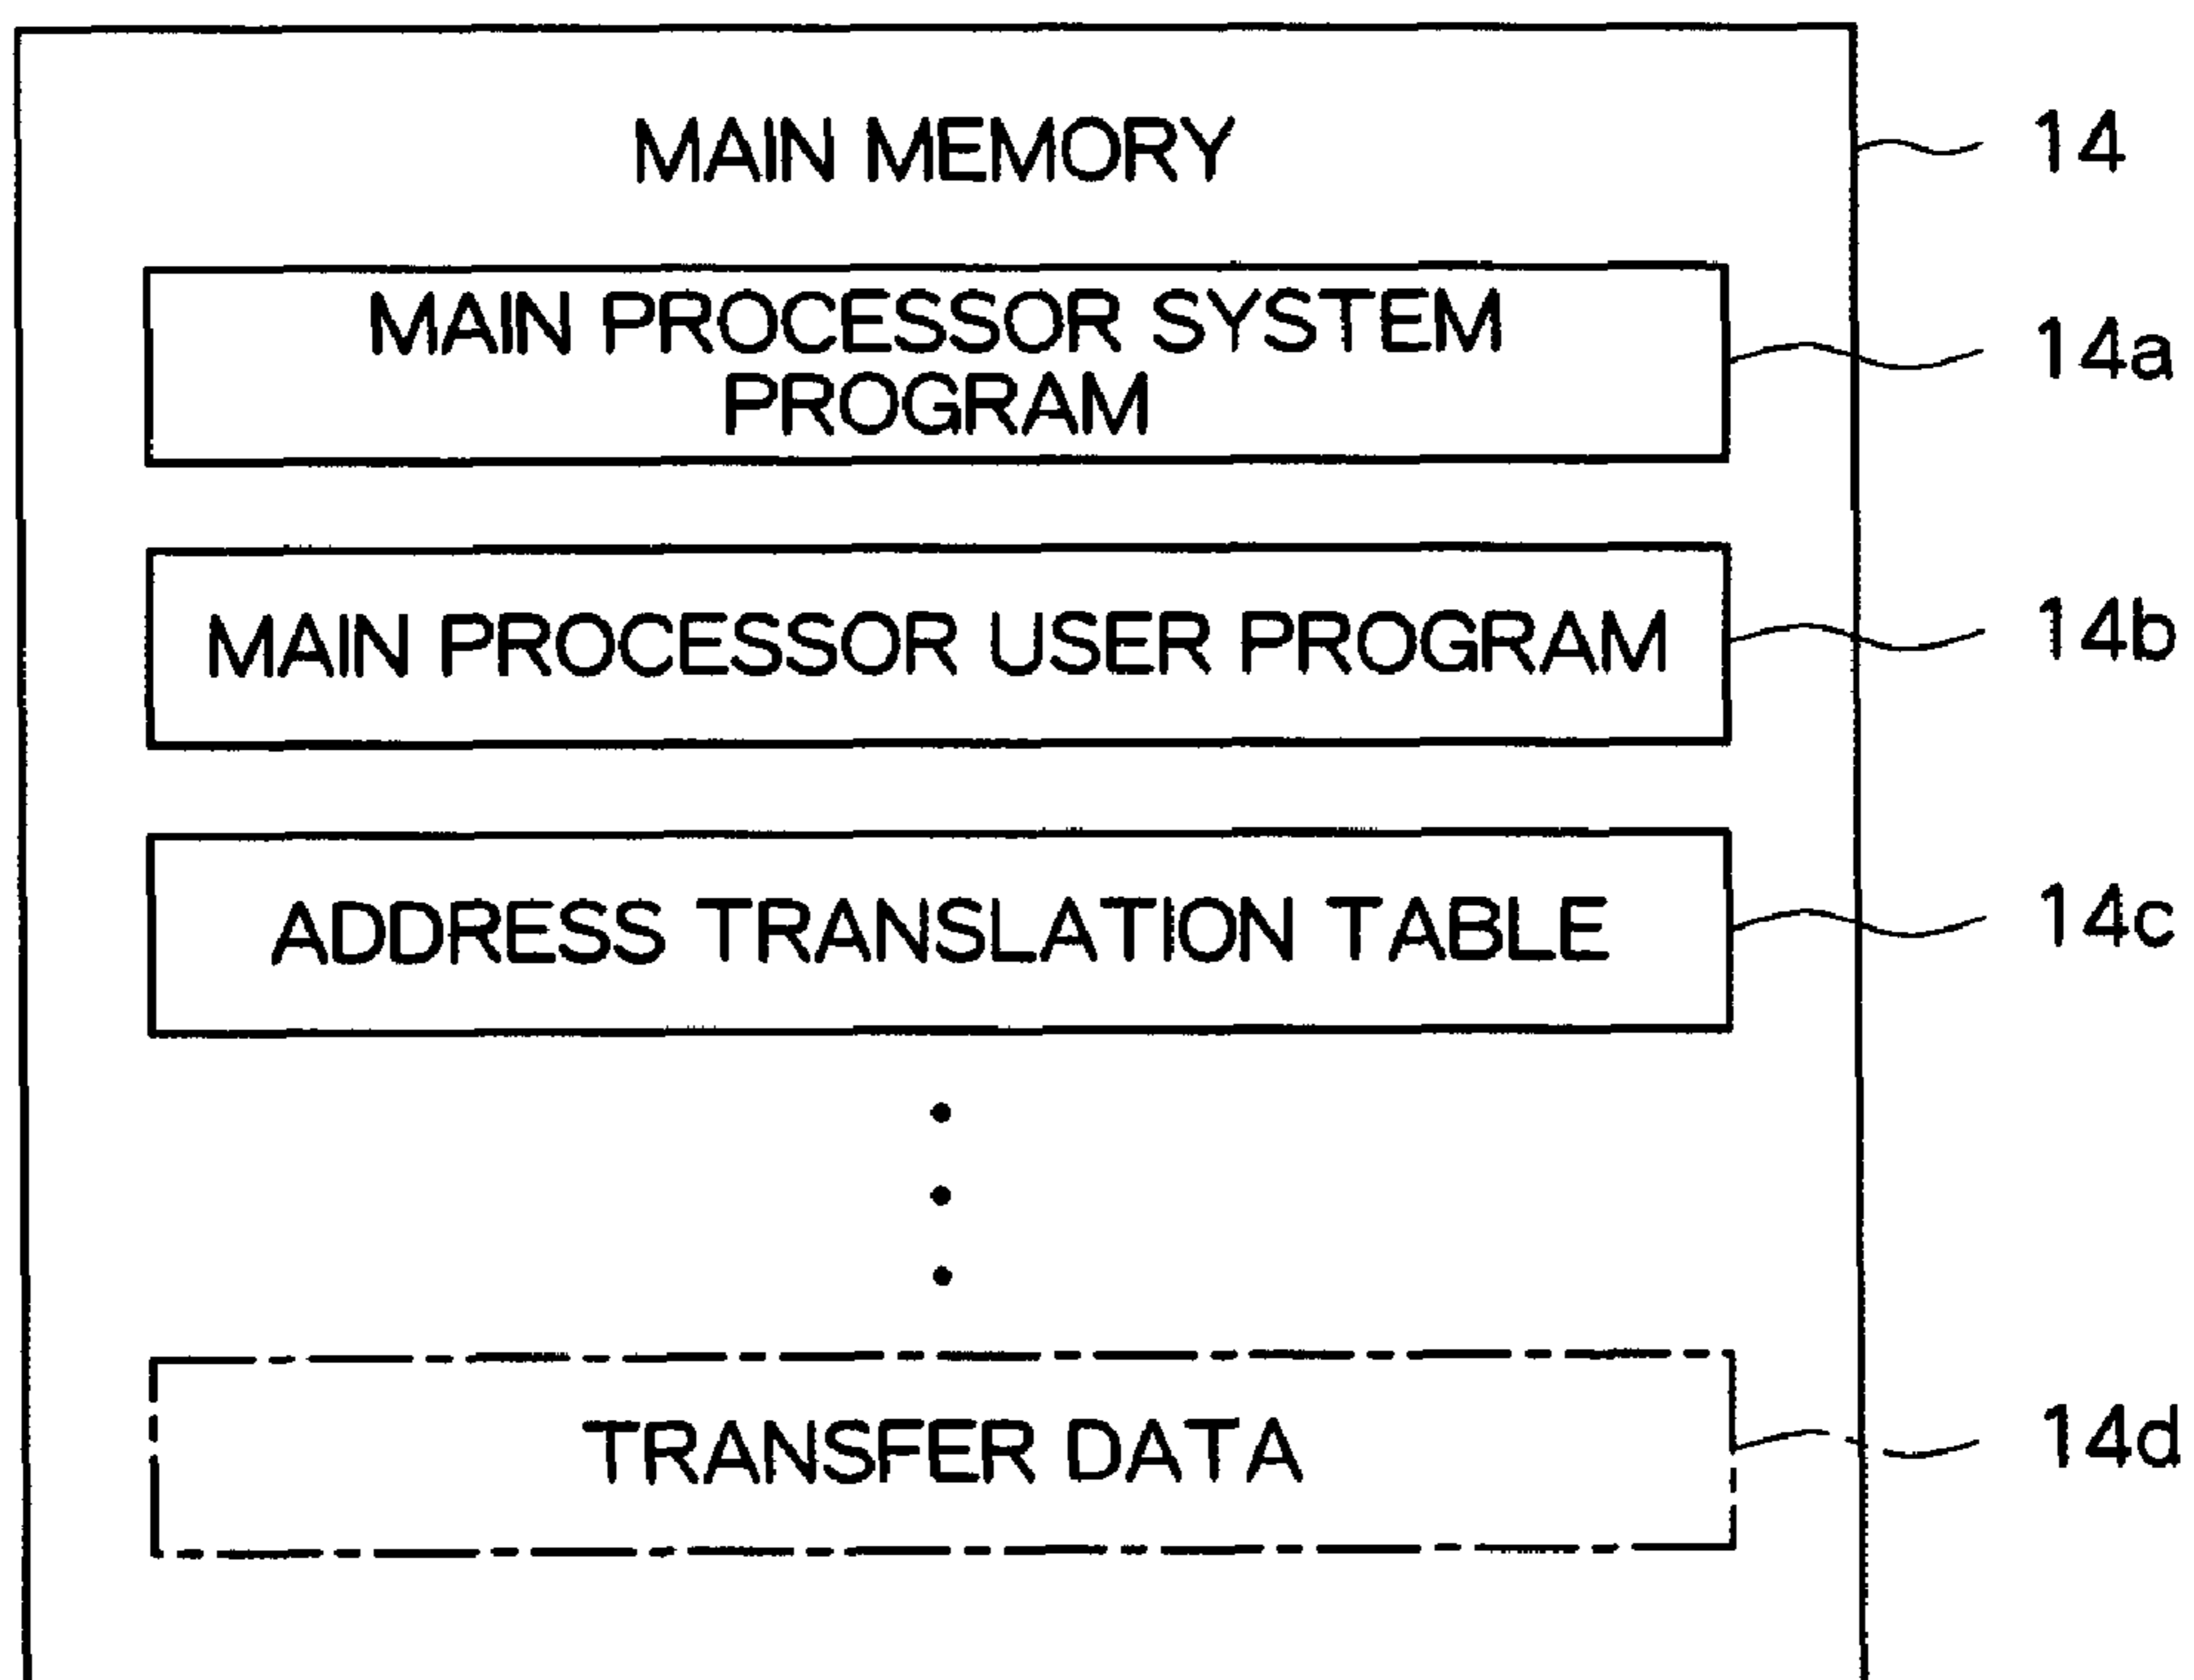 MAIN MEMORY
14
MAIN PROCESSOR SYSTEM
PROGRAM
14a
MAIN PROCESSOR USER PROGRAM
14b
ADDRESS TRANSLATION TABLE
14c
TRANSFER DATA
14d